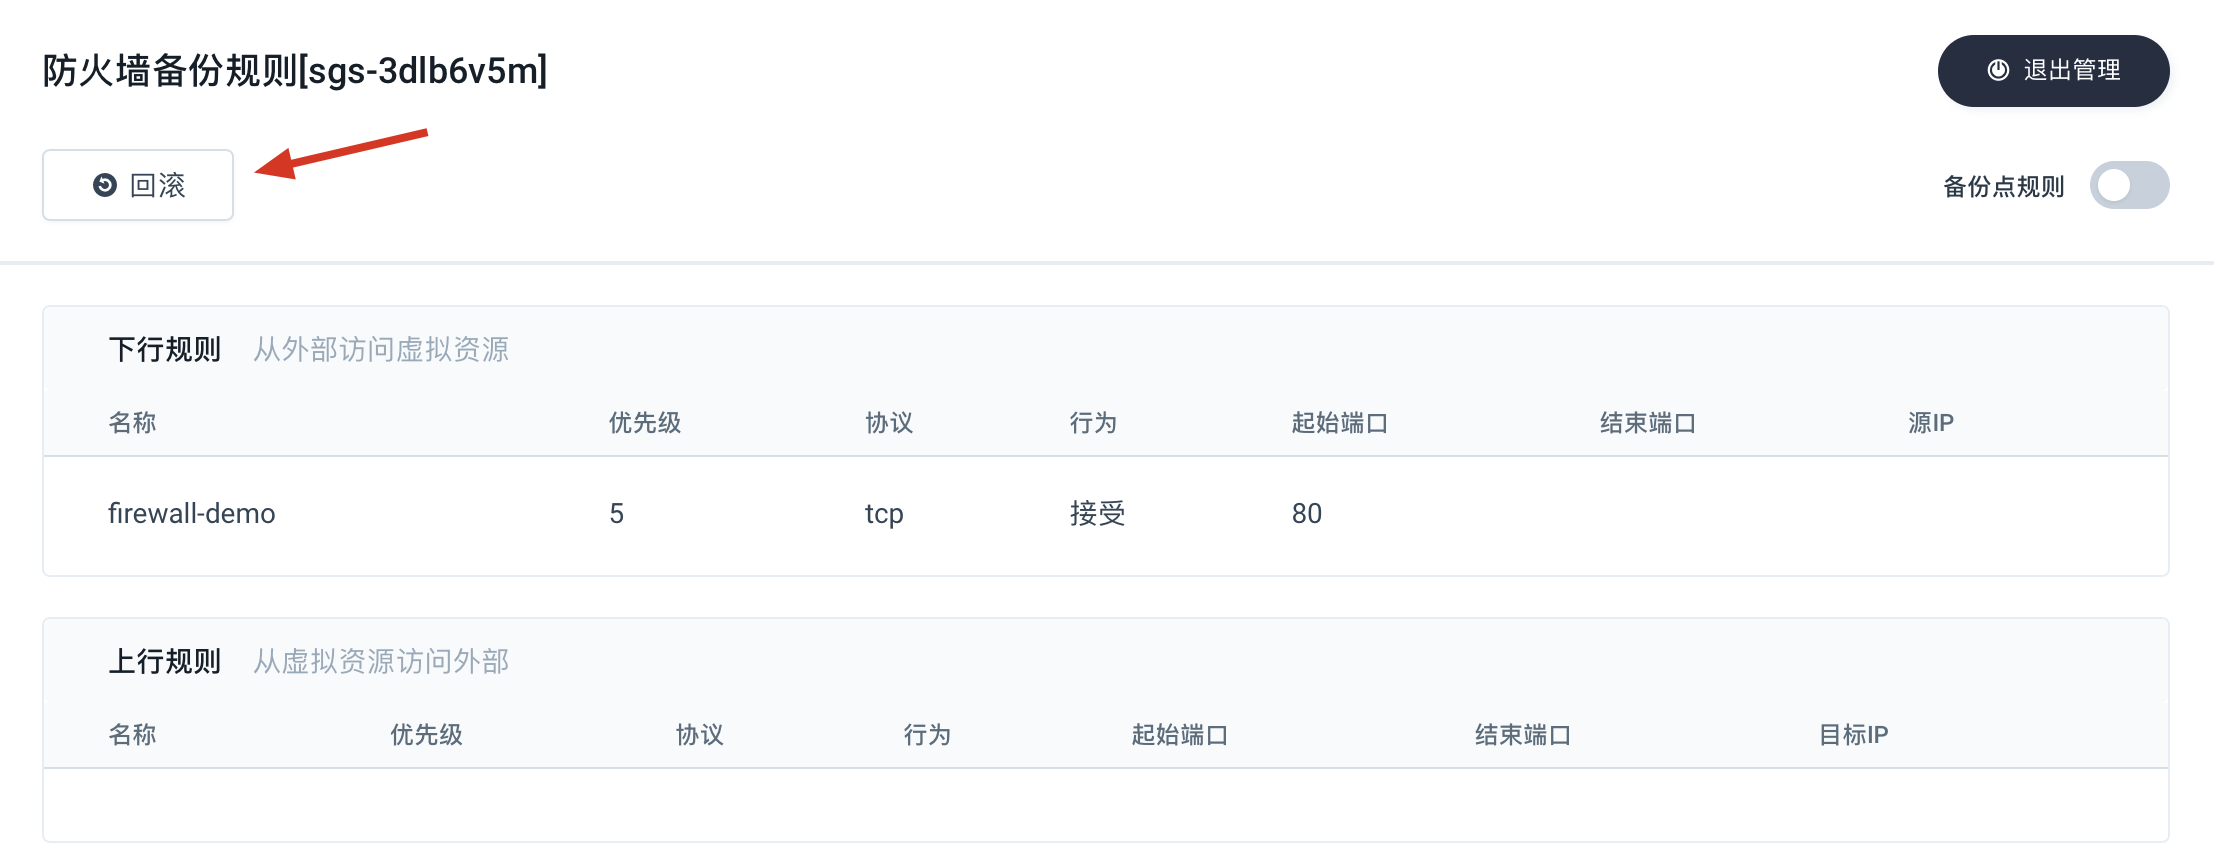 防火墙备份规则[sgs-3dlb6v5m]
退出管理
回滚
备份点规则
下行规则 从外部访问虚拟资源
名称 优先级 协议 行为 起始端口 结束端口 源IP
firewall-demo 5 tcp 接受 80
上行规则 从虚拟资源访问外部
名称 优先级 协议 行为 起始端口 结束端口 目标IP